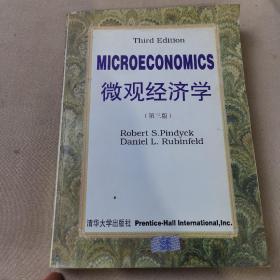 Third Edition
MICROECONOMICS
微观经济学
(第三版)
Robert S.Pindyck
Daniel L. Rubinfeld
清华大学出版社 Prentice-Hall International,Inc.